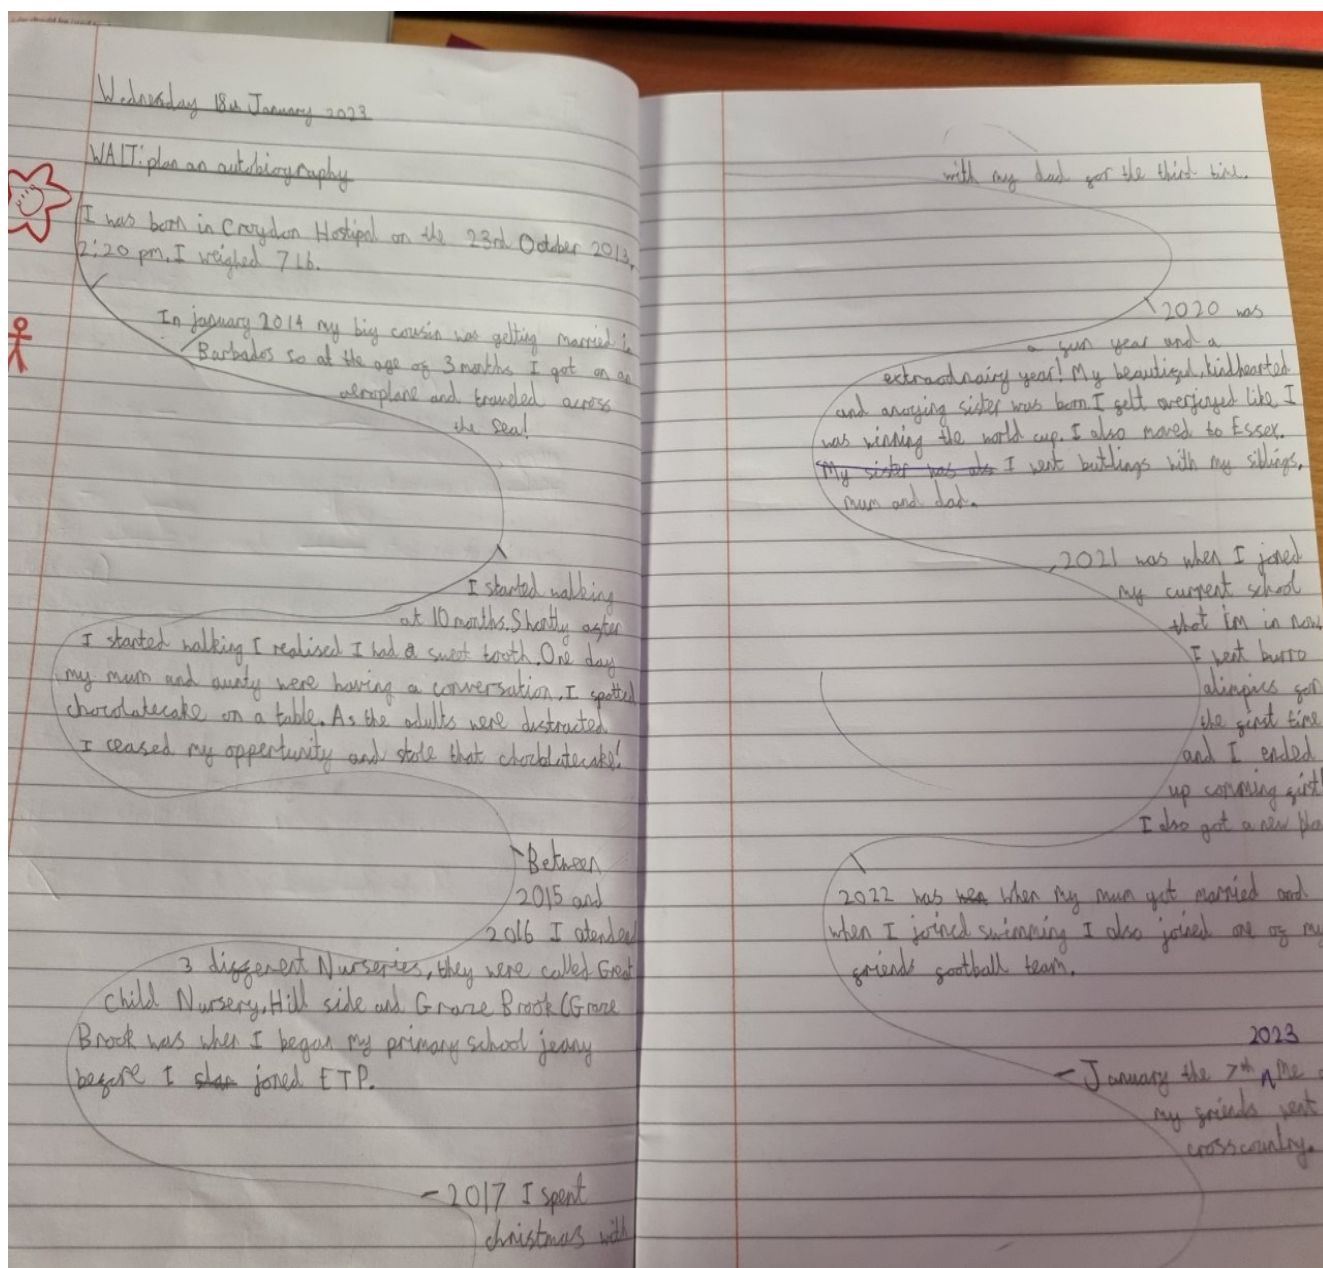 Wednesday 18th January 2023
WALT: plan an autobiography
I was born in Croydon Hostipal on the 23rd October 2013,
2:20 pm. I weighed 7 Lb.
In january 2014 my big cousin was getting married in
Barbados so at the age of 3 months I got on an
aeroplane and travelled across
the sea!
I started walking
at 10 months. Shortly after
I started walking I realised I had a sweet tooth. One day
my mum and aunty were having a conversation. I spotted
chocolatecake on a table. As the adults were distracted
I ceased my oppertunity and stole that chocolatecake!
Between
2015 and
2016 I atended
3 different Nurseries, they were called Great
Child Nursery, Hill side and Graze Brook (Graze
Brook was when I began my primary school
before I joned ETP.
- 2017 I spent
christmas with
with my dad for the third time.
2020 was
a fun year and a
year! My beautiful, kindhearted
and anoying sister was born. I felt overjoyed like I
was winning the world cup. I also moved to Essex.
My sister was also I went butlings with my siblings,
mum and dad.
2021 was when I joned
my current school
that I'm in now
I went burro
alimpics for
the first time
and I ended
up comming first!
I also got a new
2022 was when my mum got married and
when I joined swimming I also joined one of my
friends football team.
2023
- January the 7th Me
my friends went
crosscountry.